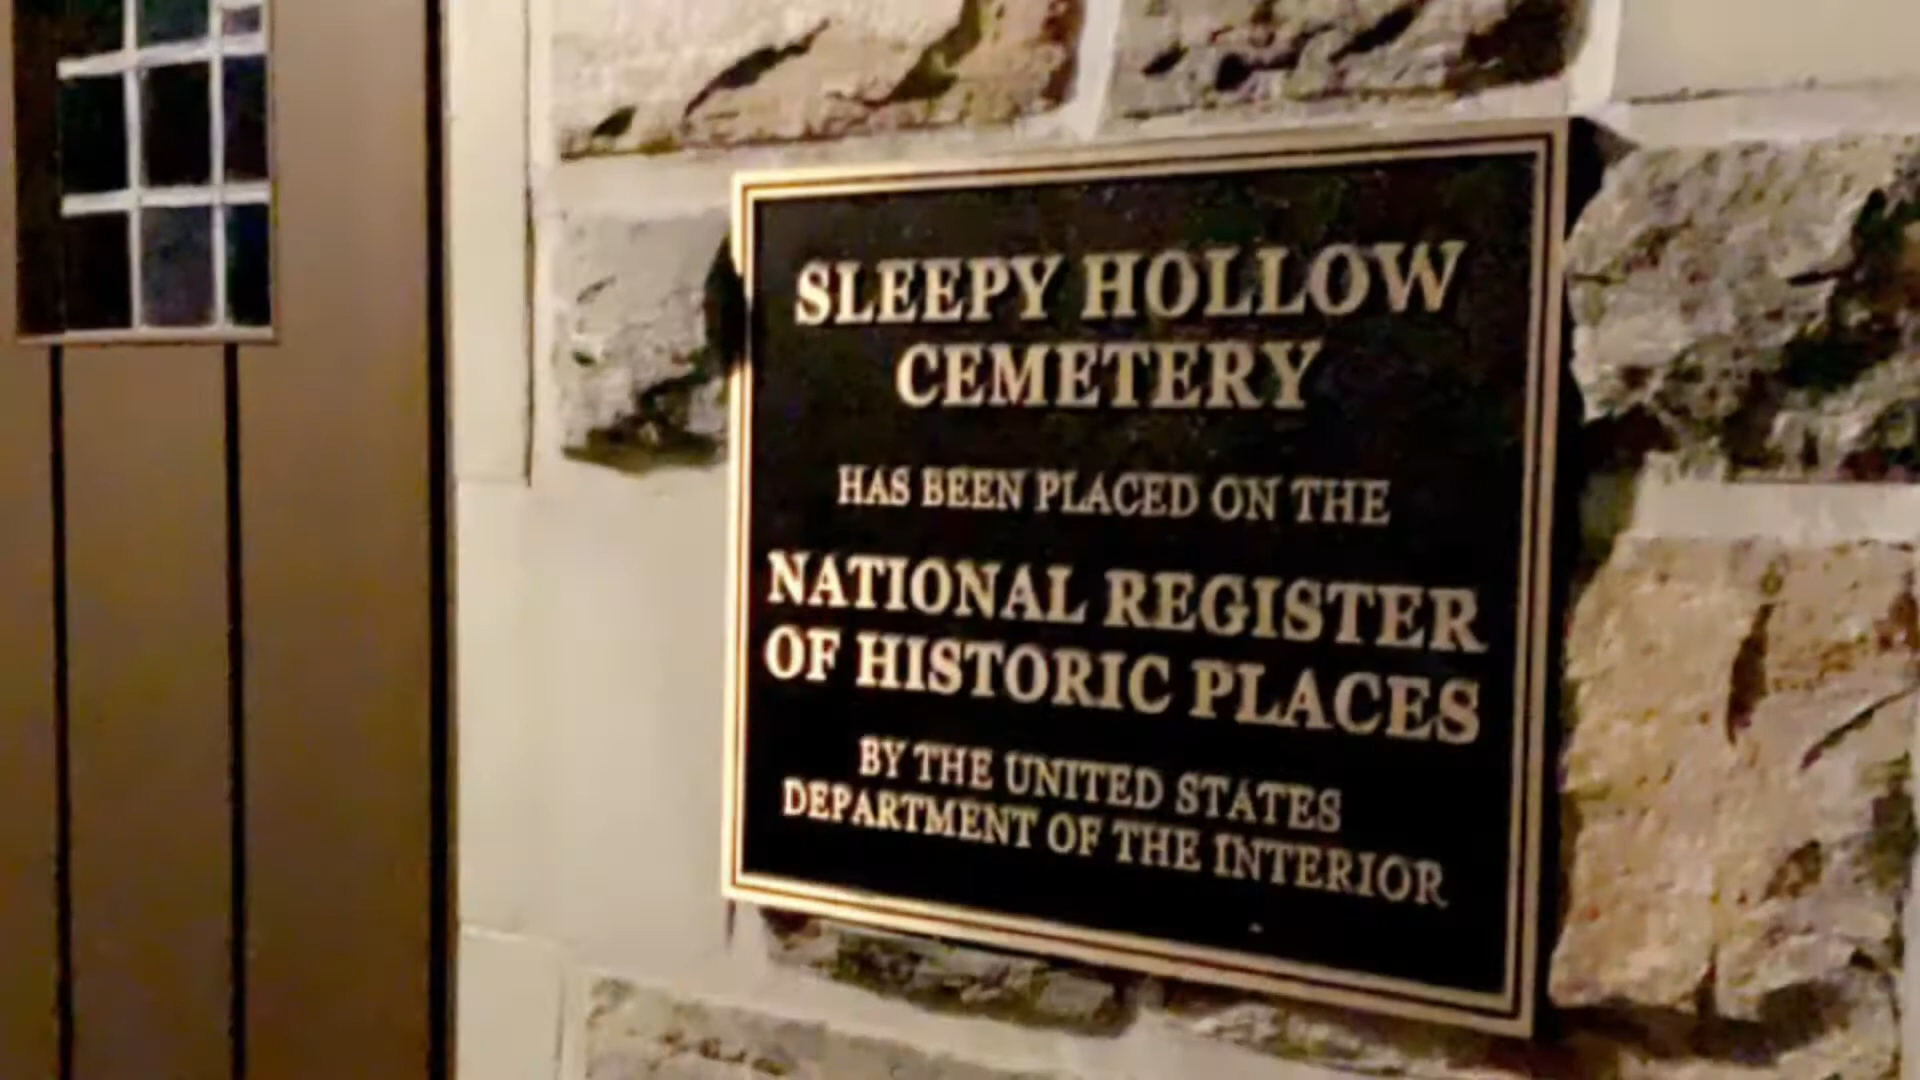 SLEEPY HOLLOW
CEMETERY
HAS BEEN PLACED ON THE
NATIONAL REGISTER
OF HISTORIC PLACES
BY THE UNITED STATES
DEPARTMENT OF THE INTERIOR